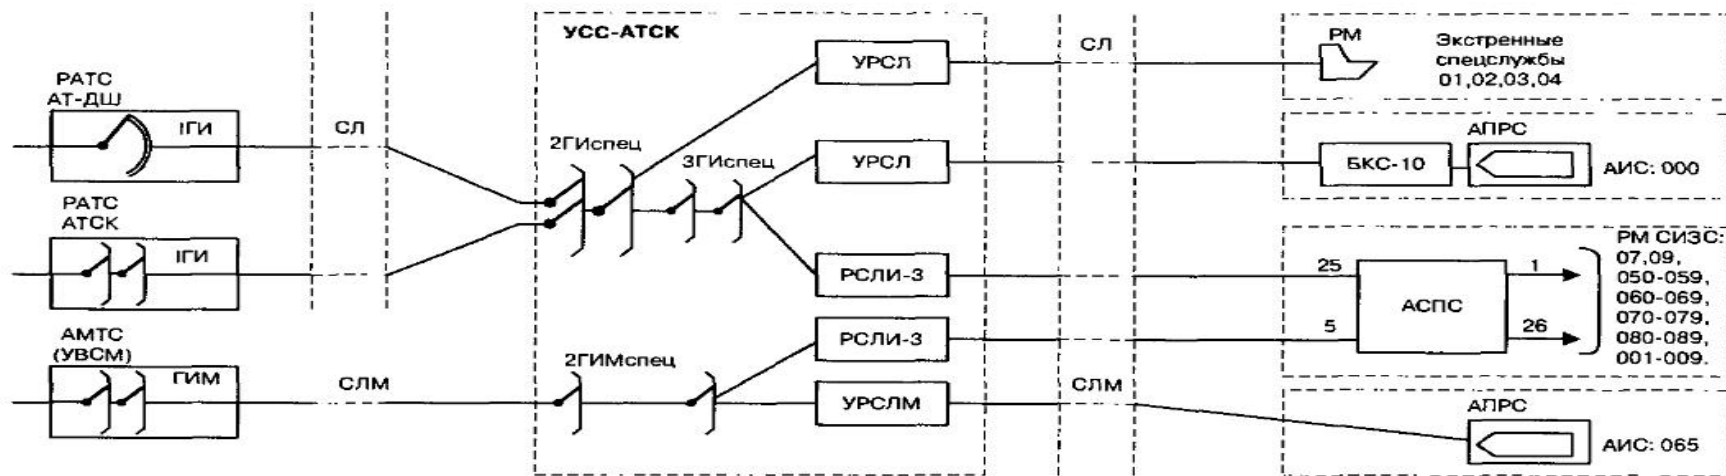 УСС-АТСК
РАТС
АТ-ДШ
IГИ
СЛ
РАТС
АТСК
IГИ
АМТС
(УВСМ)
ГИМ
СЛМ
2ГИспец
3ГИспец
2ГИМспец
УРСЛ
УРСЛ
РСЛИ-3
РСЛИ-3
УРСЛМ
СЛ
СЛМ
РМ
Экстренные
спецслужбы
01,02,03,04
АПРС
БКС-10
АИС: 000
25
5
АСПС
1
26
РМ СИЗС:
07,09,
050-059,
060-069,
070-079,
080-089,
001-009.
АПРС
АИС: 065